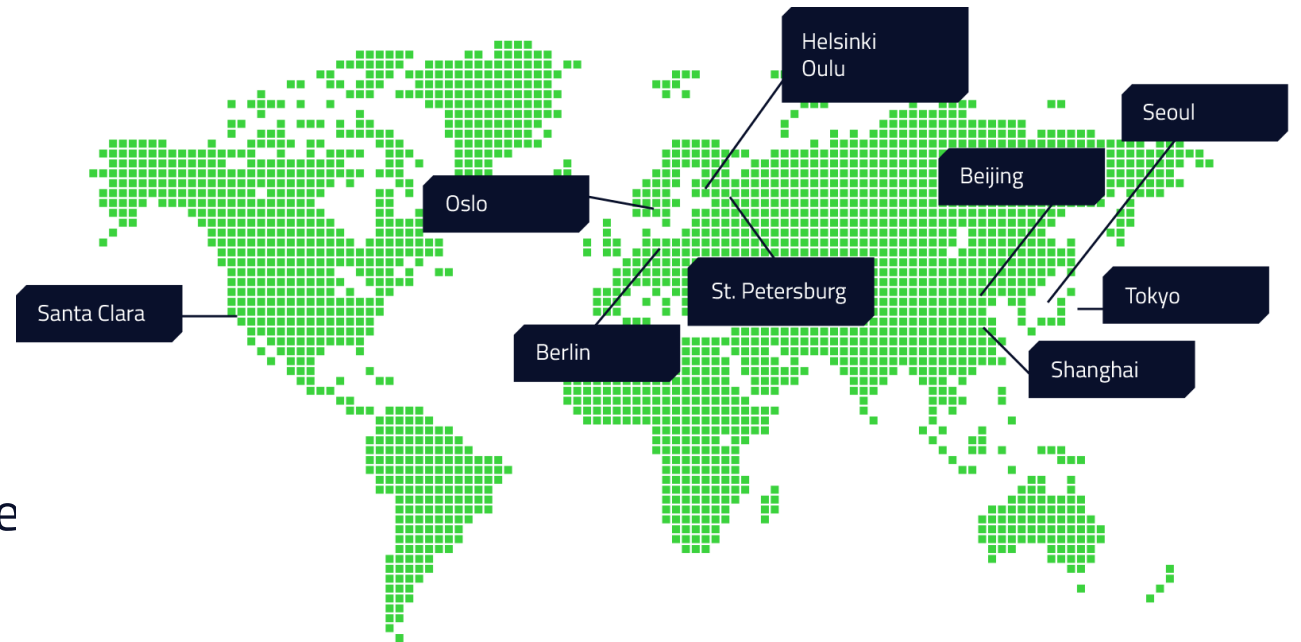 Helsinki
Oulu
Seoul
Beijing
Oslo
St. Petersburg
Tokyo
Santa Clara
Berlin
Shanghai
e